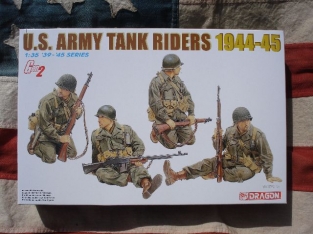 U.S. ARMY TANK RIDERS 1944-45
1:35 '39-'45 SERIES
Gen2
DRAGON